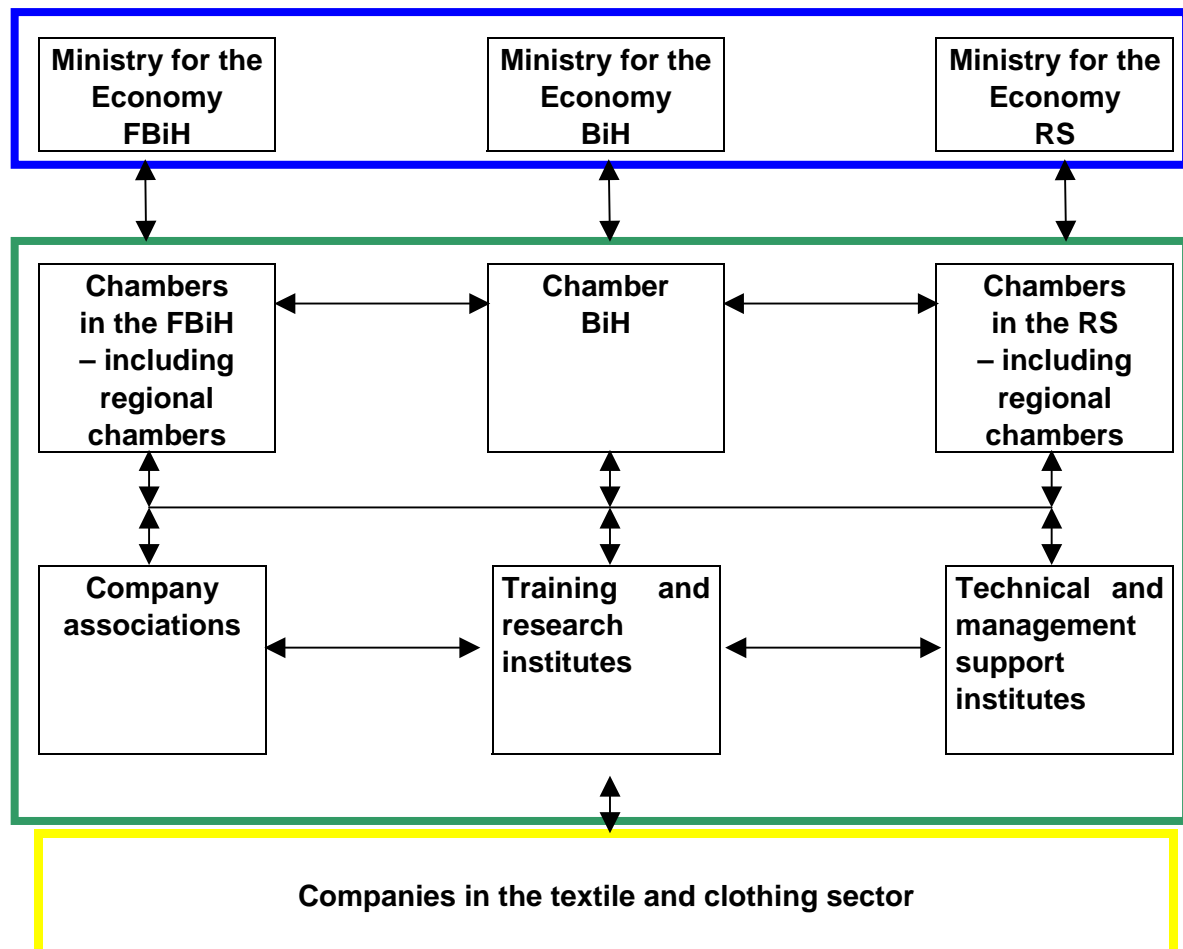 Ministry for the
Economy
FBiH
Ministry for the
Economy
BiH
Ministry for the
Economy
RS
Chambers
in the FBiH
– including
regional
chambers
Chamber
BiH
Chambers
in the RS
– including
regional
chambers
Company
associations
Training and
research
institutes
Technical and
management
support
institutes
Companies in the textile and clothing sector